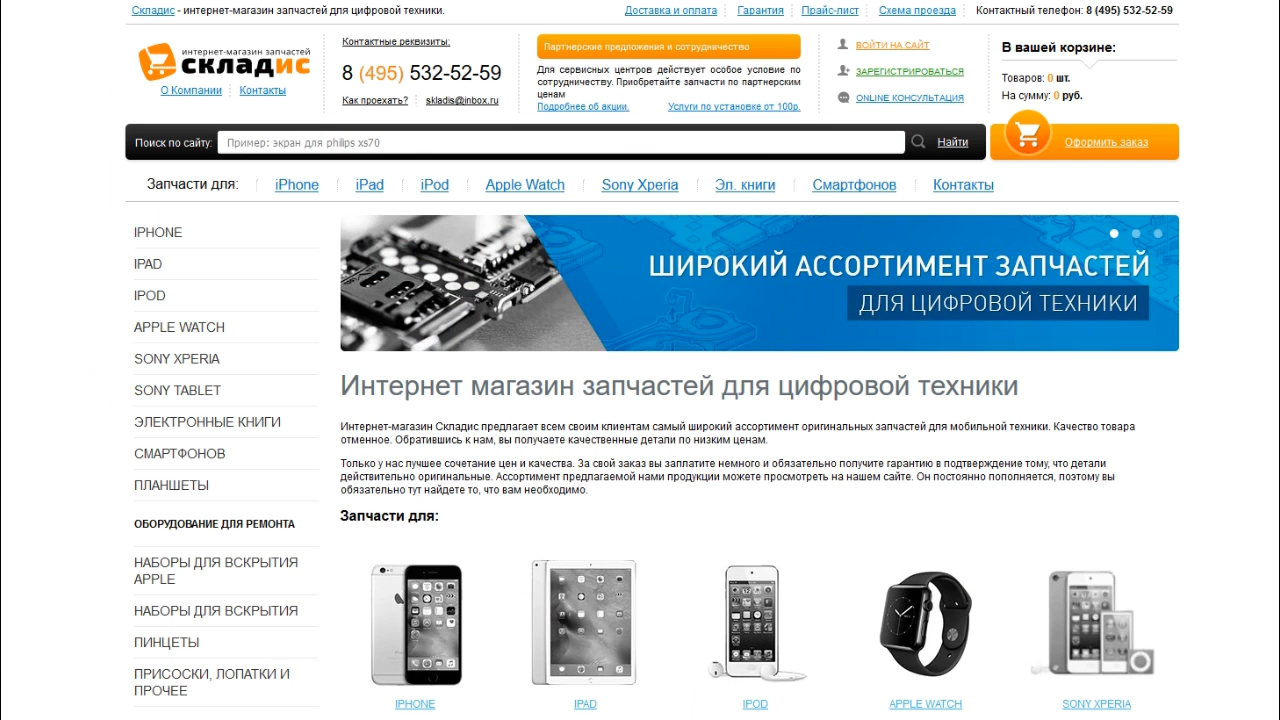 Складис - интернет-магазин запчастей для цифровой техники.
Доставка и оплата
Гарантия
Прайс-лист
Схема проезда
Контактный телефон: 8 (495) 532-52-59
интернет-магазин запчастей
складис
О Компании
Контакты
Контактные реквизиты:
8 (495) 532-52-59
Как проехать?
skladis@inbox.ru
Партнерские предложения и сотрудничество
Для сервисных центров действует особое условие по
сотрудничеству. Приобретайте запчасти по партнерским
ценам
Подробнее об акции.
Услуги по установке от 100р.
ВОЙТИ НА САЙТ
ЗАРЕГИСТРИРОВАТЬСЯ
ONLINE КОНСУЛЬТАЦИЯ
В вашей корзине:
Товаров: 0 шт.
На сумму: 0 руб.
Поиск по сайту:
Пример: экран для philips xs70
Найти
Оформить заказ
Запчасти для:
iPhone
iPad
iPod
Apple Watch
Sony Xperia
Эл. книги
Смартфонов
Контакты
IPHONE
IPAD
IPOD
APPLE WATCH
SONY XPERIA
SONY TABLET
ЭЛЕКТРОННЫЕ КНИГИ
СМАРТФОНОВ
ПЛАНШЕТЫ
ОБОРУДОВАНИЕ ДЛЯ РЕМОНТА
НАБОРЫ ДЛЯ ВСКРЫТИЯ
APPLE
НАБОРЫ ДЛЯ ВСКРЫТИЯ
ПИНЦЕТЫ
ПРИСОСКИ, ЛОПАТКИ И
ПРОЧЕЕ
ШИРОКИЙ АССОРТИМЕНТ ЗАПЧАСТЕЙ
ДЛЯ ЦИФРОВОЙ ТЕХНИКИ
Интернет магазин запчастей для цифровой техники
Интернет-магазин Складис предлагает всем своим клиентам самый широкий ассортимент оригинальных запчастей для мобильной техники. Качество товара
отменное. Обратившись к нам, вы получаете качественные детали по низким ценам.
Только у нас лучшее сочетание цен и качества. За свой заказ вы заплатите немного и обязательно получите гарантию в подтверждение тому, что детали
действительно оригинальные. Ассортимент предлагаемой нами продукции можете просмотреть на нашем сайте. Он постоянно пополняется, поэтому вы
обязательно тут найдете то, что вам необходимо.
Запчасти для:
IPHONE
IPAD
IPOD
APPLE WATCH
SONY XPERIA